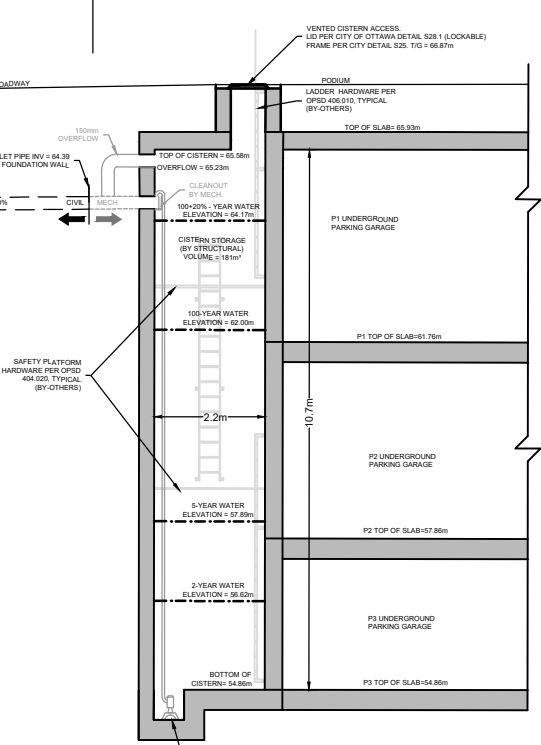 VENTED CISTERN ACCESS.
LID PER CITY OF OTTAWA DETAIL S28.1 (LOCKABLE)
FRAME PER CITY DETAIL S25. T/G = 66.87m
OADWAY
PODIUM
LADDER HARDWARE PER
OPSD 406.010, TYPICAL
(BY-OTHERS)
TOP OF SLAB= 65.93m
150mm
OVERFLOW
LET PIPE INV = 64.39
FOUNDATION WALL
TOP OF CISTERN = 65.58m
OVERFLOW = 65.23m
CLEANOUT
BY MECH.
CIVIL
MECH
0%
100+20% - YEAR WATER
ELEVATION = 64.17m
P1 UNDERGROUND
PARKING GARAGE
CISTERN STORAGE
(BY STRUCTURAL)
VOLUME = 181m³
100-YEAR WATER
ELEVATION = 62.00m
P1 TOP OF SLAB=61.76m
SAFETY PLATFORM
HARDWARE PER OPSD
404.020, TYPICAL
(BY-OTHERS)
2.2m
10.7m
P2 UNDERGROUND
PARKING GARAGE
5-YEAR WATER
ELEVATION = 57.89m
P2 TOP OF SLAB=57.86m
2-YEAR WATER
ELEVATION = 56.62m
P3 UNDERGROUND
PARKING GARAGE
BOTTOM OF
CISTERN= 54.86m
P3 TOP OF SLAB=54.86m